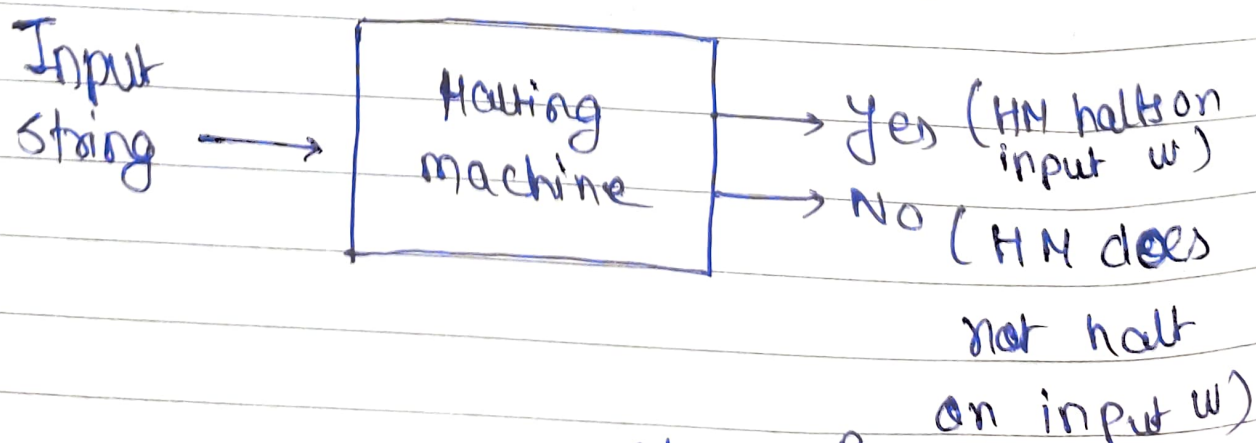 Input
String
Halting
machine
Yes (HM halts on
input w)
NO (HM does
not halt
on input w)